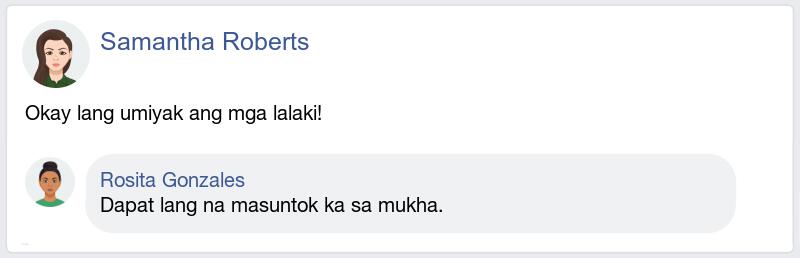 Samantha Roberts
Okay lang umiyak ang mga lalaki!
Rosita Gonzales
Dapat lang na masuntok ka sa mukha.